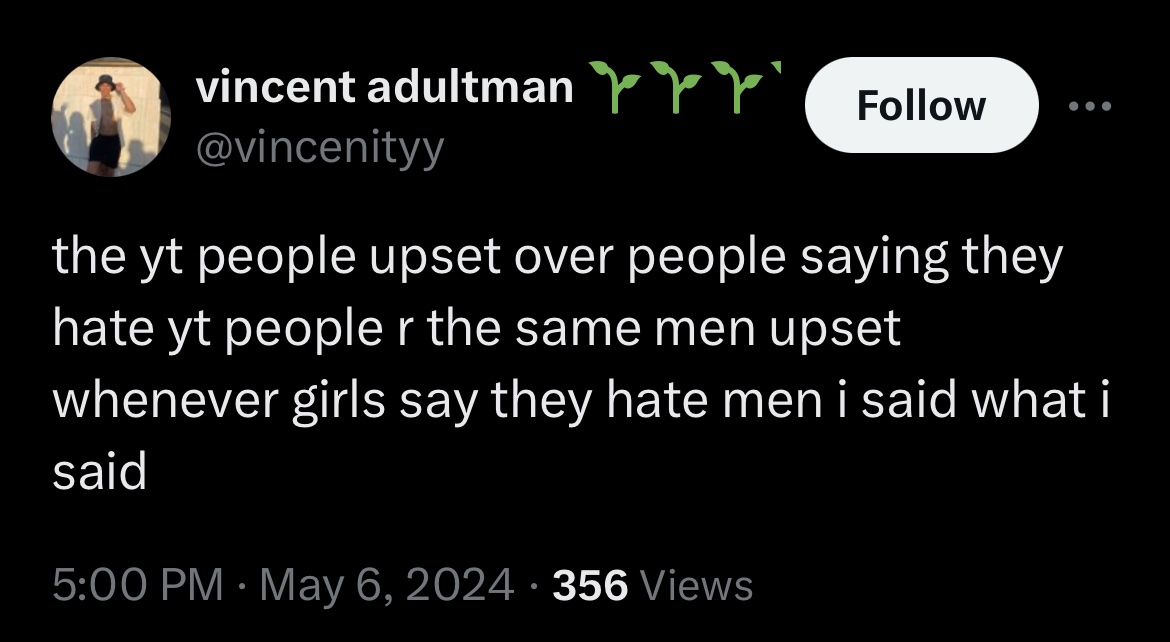 vincent adultman 🌱🌱🌱
@vincenityy
Follow
the yt people upset over people saying they
hate yt people r the same men upset
whenever girls say they hate men i said what i
said
5:00 PM · May 6, 2024 · 356 Views